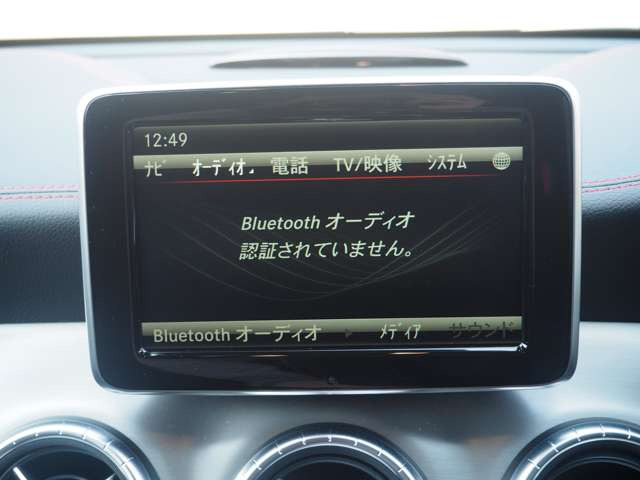 12:49
ナビ オーディオ 電話 TV/映像 システム
Bluetooth オーディオ
認証されていません。
Bluetooth オーディオ メディア サウンド